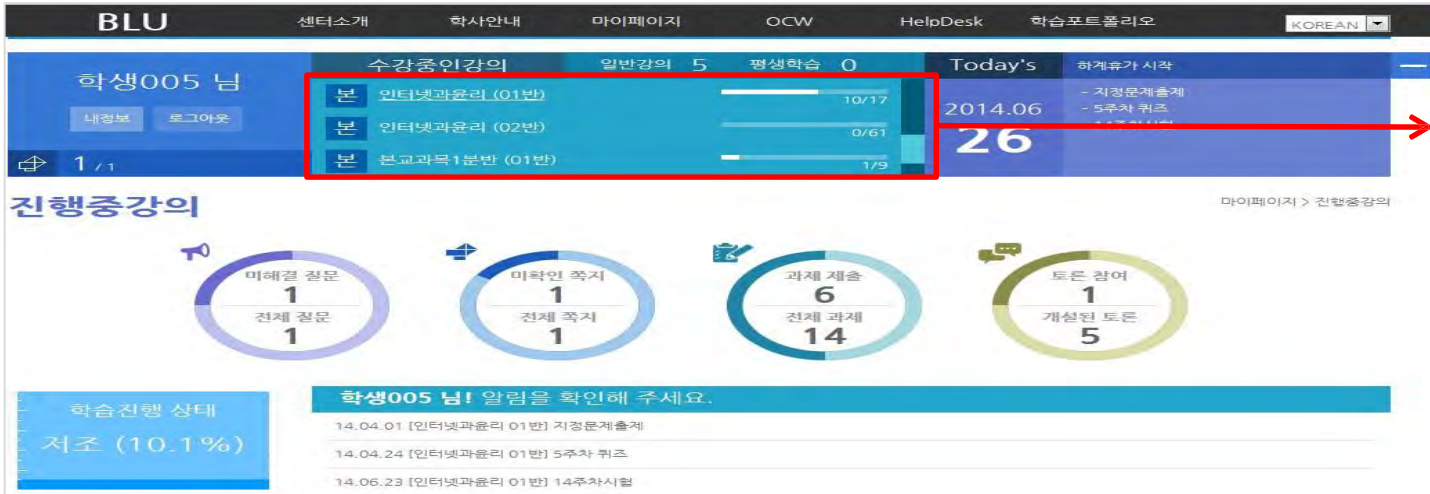 BLU 센터소개 학사안내 마이페이지 OCW HelpDesk 학습포트폴리오 KOREAN
학생005 님
내정보 로그아웃
1 / 1
수강중인강의 일반강의 5 평생학습 0
본 인터넷과윤리 (01반) 10/17
본 인터넷과윤리 (02반) 0/61
본 본교과목1분반 (01반) 1/9
Today's 하계휴가 시작
2014.06
26
- 지정문제출제
- 5주차 퀴즈
- 14주차시험
진행중강의
마이페이지 > 진행중강의
미해결 질문
1
전체 질문
1
미확인 쪽지
1
전체 쪽지
1
과제 제출
6
전체 과제
14
토론 참여
1
개설된 토론
5
학습진행 상태
저조 (10.1%)
학생005 님! 알림을 확인해 주세요.
14.04.01 [인터넷과윤리 01반] 지정문제출제
14.04.24 [인터넷과윤리 01반] 5주차 퀴즈
14.06.23 [인터넷과윤리 01반] 14주차시험